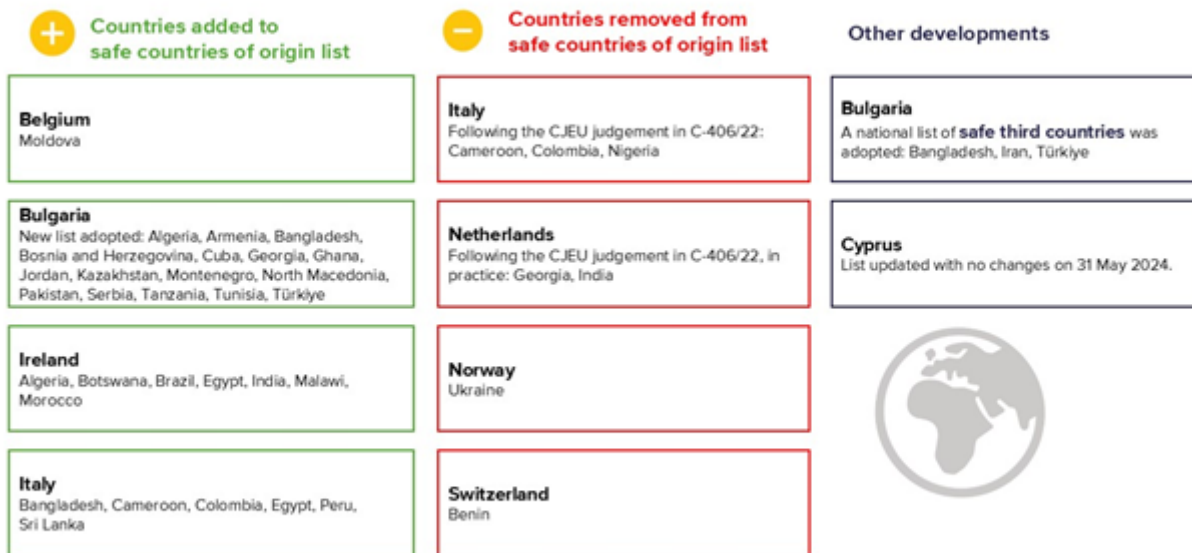 Countries added to
safe countries of origin list
Belgium
Moldova
Bulgaria
New list adopted: Algeria, Armenia, Bangladesh,
Bosnia and Herzegovina, Cuba, Georgia, Ghana,
Jordan, Kazakhstan, Montenegro, North Macedonia,
Pakistan, Serbia, Tanzania, Tunisia, Türkiye
Ireland
Algeria, Botswana, Brazil, Egypt, India, Malawi,
Morocco
Italy
Bangladesh, Cameroon, Colombia, Egypt, Peru,
Sri Lanka
Countries removed from
safe countries of origin list
Italy
Following the CJEU judgement in C-406/22:
Cameroon, Colombia, Nigeria
Netherlands
Following the CJEU judgement in C-406/22, in
practice: Georgia, India
Norway
Ukraine
Switzerland
Benin
Other developments
Bulgaria
A national list of safe third countries was
adopted: Bangladesh, Iran, Türkiye
Cyprus
List updated with no changes on 31 May 2024.